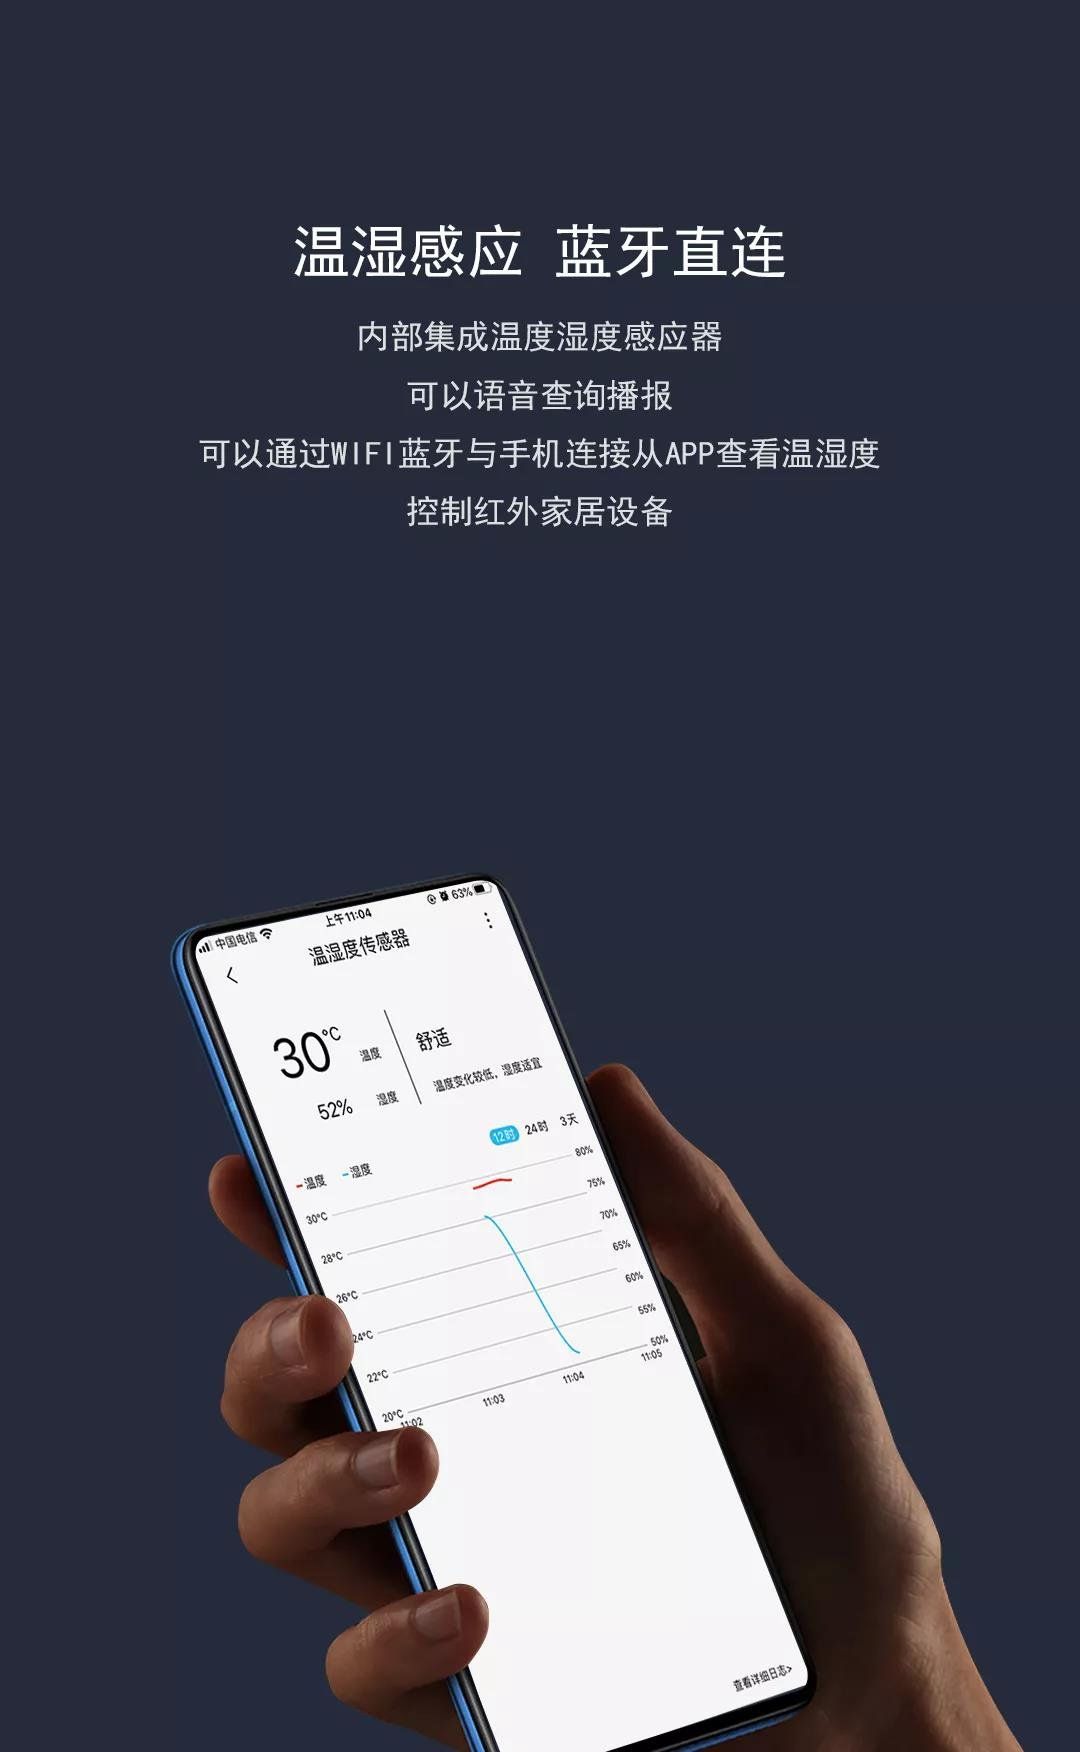 温湿感应 蓝牙直连
内部集成温度湿度感应器
可以语音查询播报
可以通过WIFI蓝牙与手机连接从APP查看温湿度
控制红外家居设备
中国电信 上午11:04 63%
温湿度传感器
30℃ 温度
舒适
52% 湿度
温度变化较低，湿度适宜
12时 24时 3天
温度 湿度
80%
30°C
75%
28°C
70%
26°C
65%
24°C
60%
22°C
55%
20°C
50%
11:02 11:03 11:04 11:05
查看详细日志>